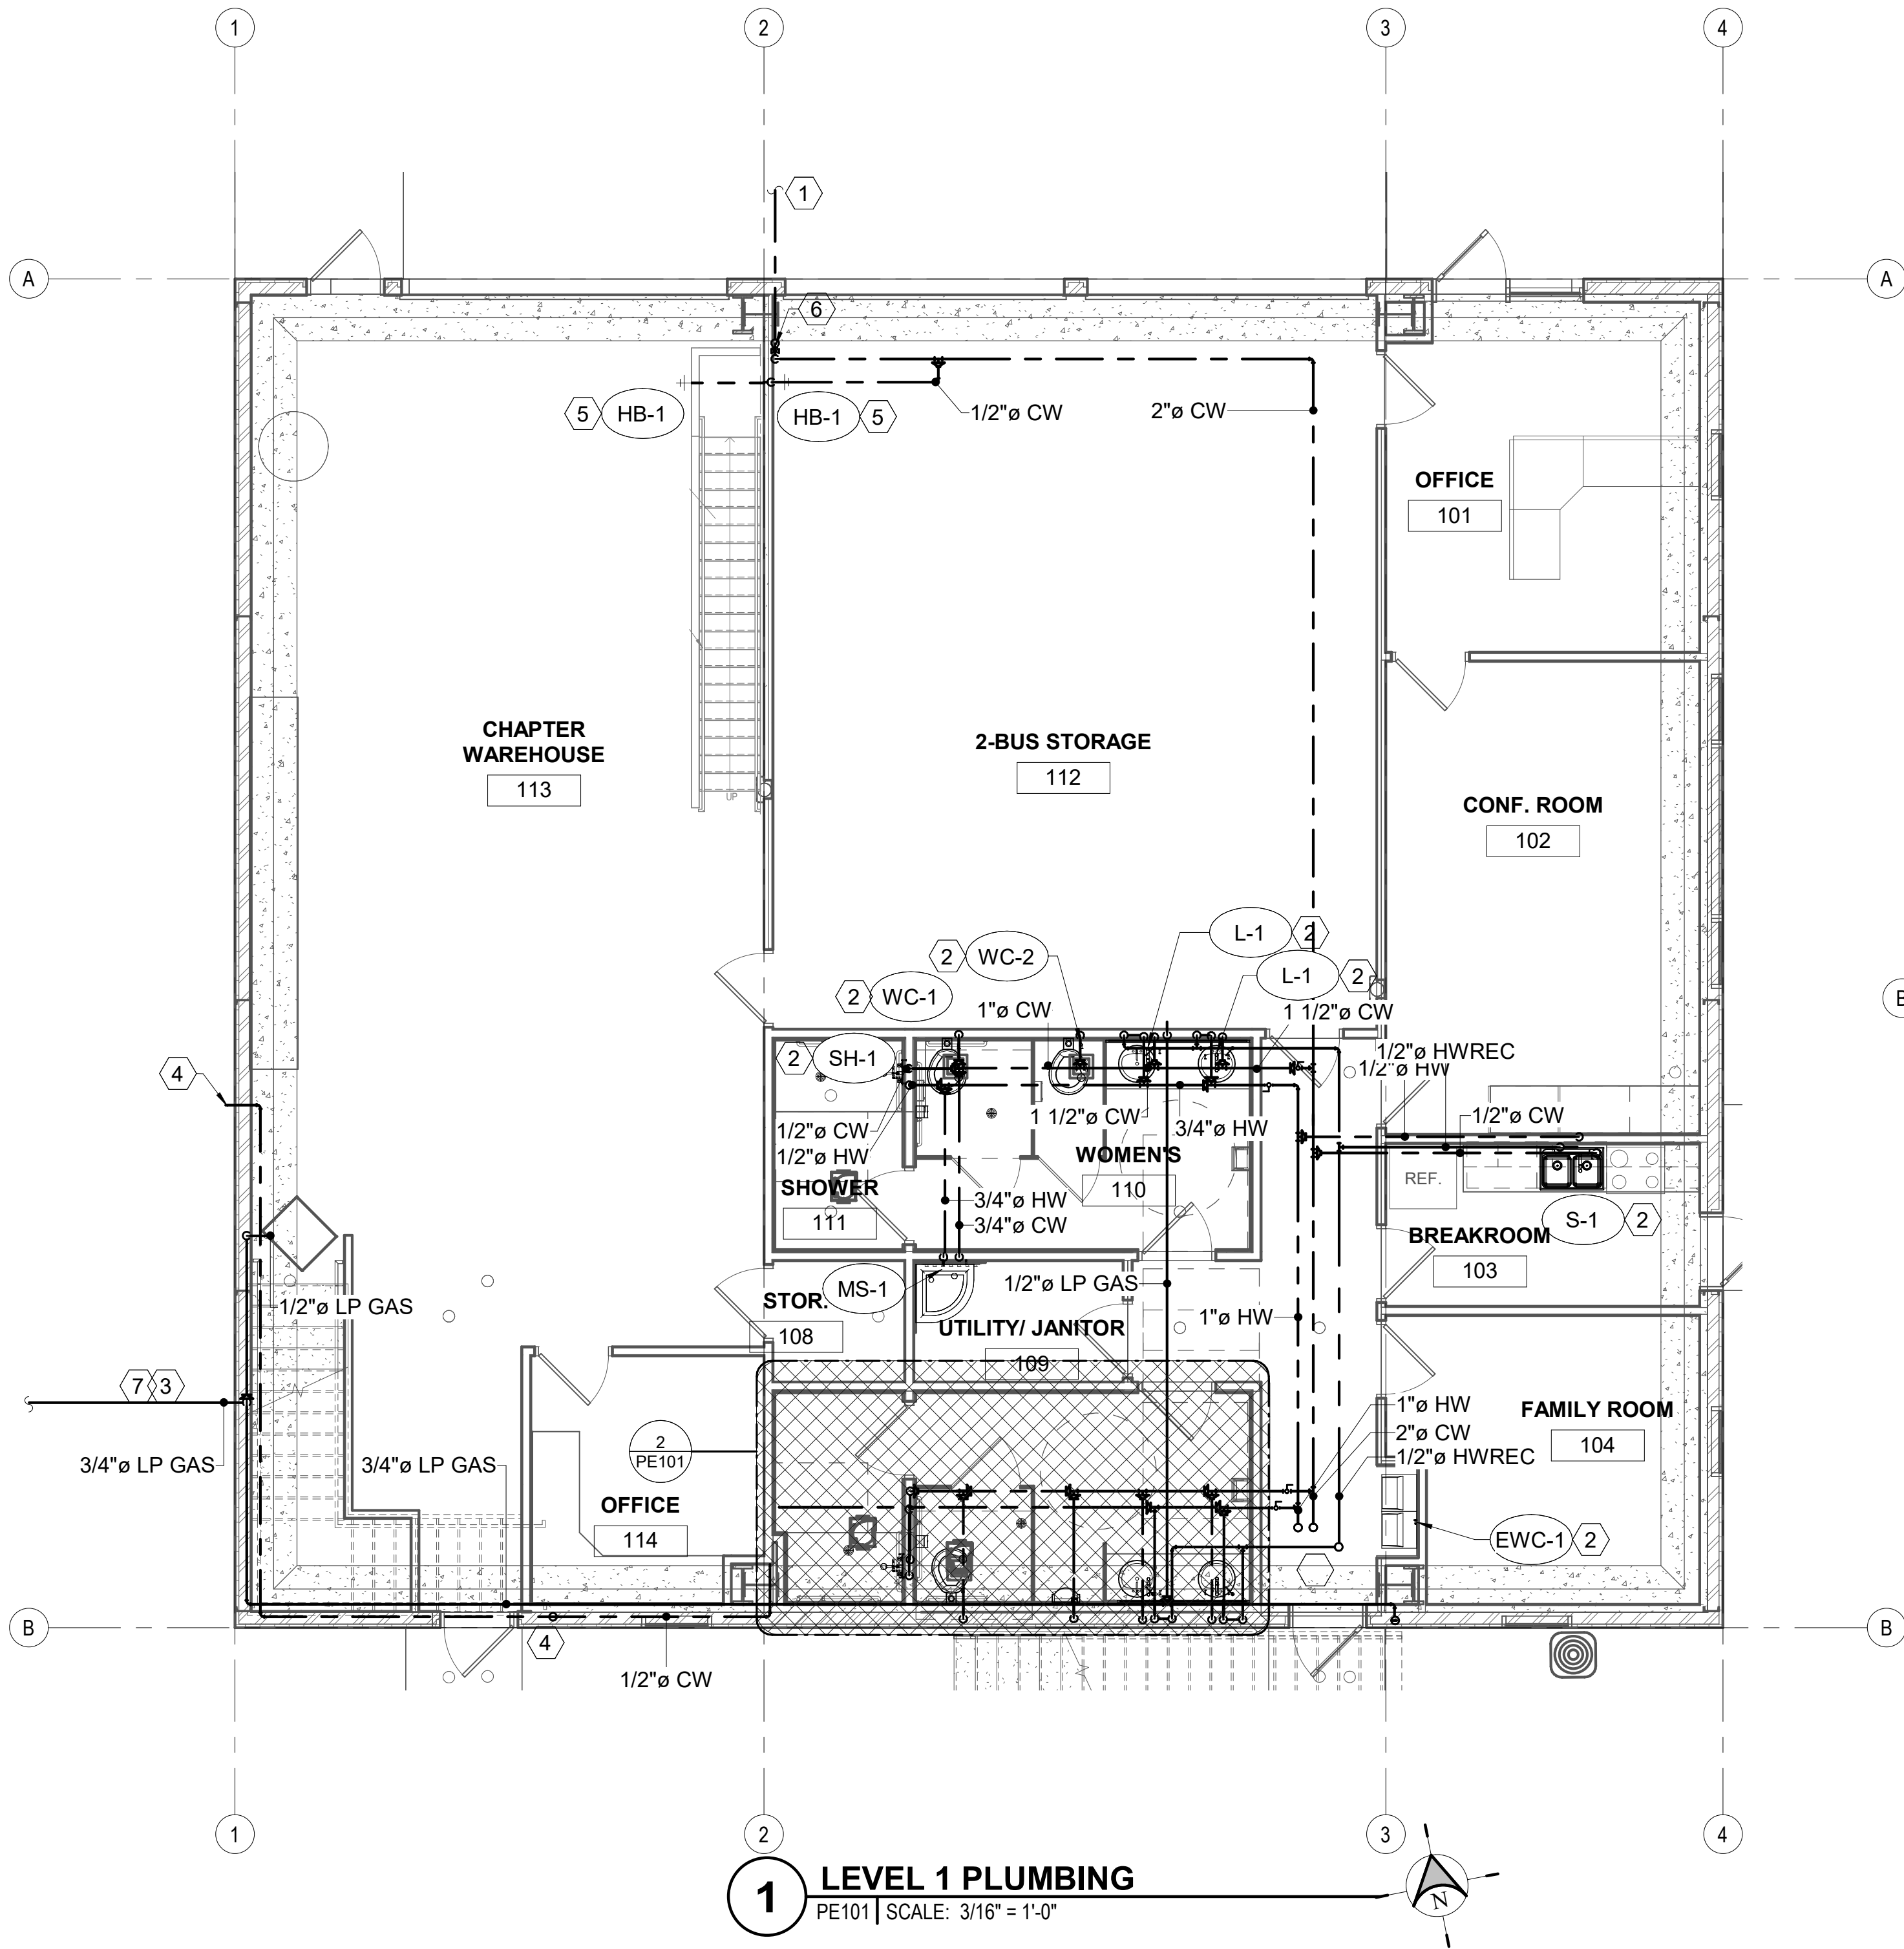 1
2
3
4
1
A
A
6
5
HB-1
HB-1
5
1/2"ø CW
2"ø CW
OFFICE
101
CHAPTER
WAREHOUSE
113
2-BUS STORAGE
112
UP
CONF. ROOM
102
L-1
2
2
WC-2
L-1
2
2
WC-1
1"ø CW
1 1/2"ø CW
2
SH-1
1/2"ø HWREC
1/2"ø HW
4
1/2"ø CW
1 1/2"ø CW
3/4"ø HW
1/2"ø CW
1/2"ø HW
WOMEN'S
110
SHOWER
111
REF.
3/4"ø HW
3/4"ø CW
S-1
2
BREAKROOM
103
MS-1
1/2"ø LP GAS
STOR.
108
1/2"ø LP GAS
1"ø HW
UTILITY/ JANITOR
109
7
3
1"ø HW
2"ø CW
1/2"ø HWREC
FAMILY ROOM
104
2
PE101
3/4"ø LP GAS
3/4"ø LP GAS
OFFICE
114
EWC-1
2
B
B
4
1/2"ø CW
1
2
3
4
1
LEVEL 1 PLUMBING
PE101
SCALE: 3/16" = 1'-0"
N